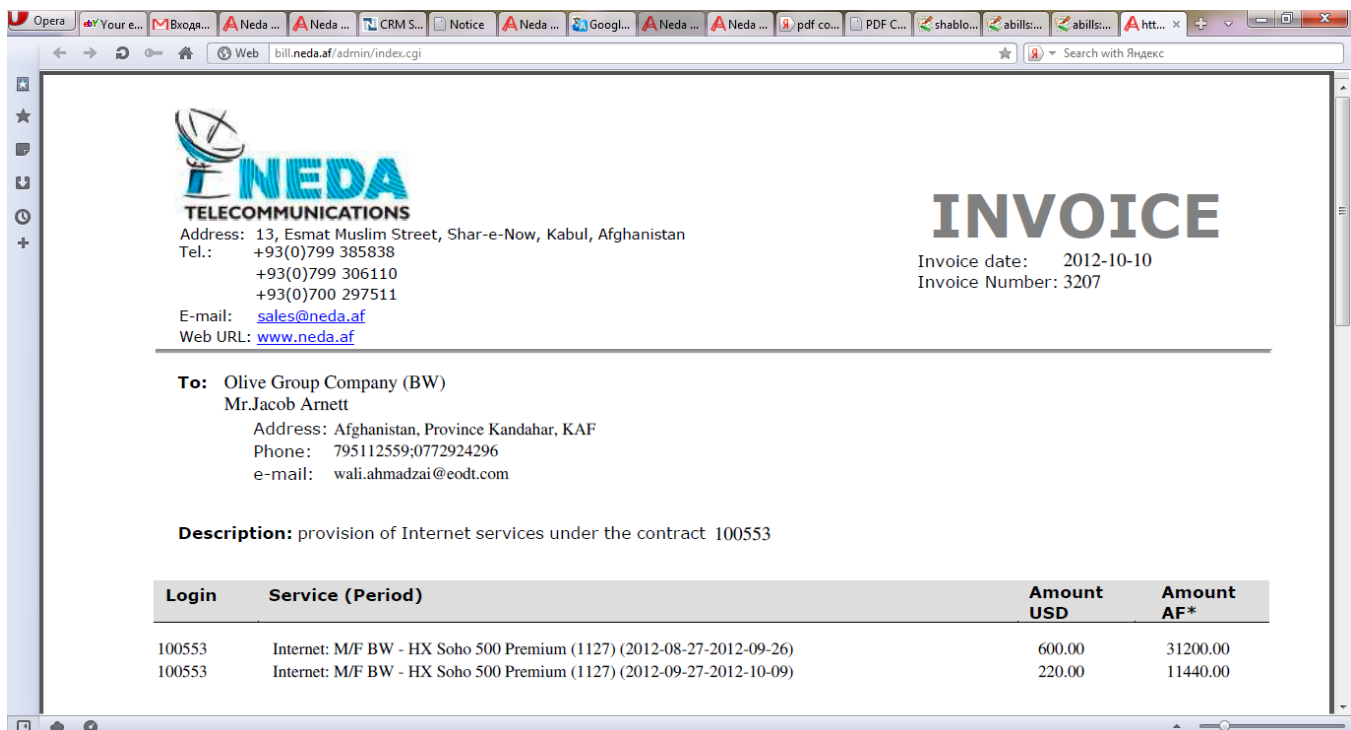 Opera
Your e...
Входя...
Neda ...
Neda ...
CRM S...
Notice
Neda ...
Googl...
Neda ...
Neda ...
pdf co...
PDF C...
shablo...
abills:...
abills:...
htt...
Web bill.neda.af/admin/index.cgi
Search with Яндекс
NEDA
TELECOMMUNICATIONS
INVOICE
Address: 13, Esmat Muslim Street, Shar-e-Now, Kabul, Afghanistan
Tel.: +93(0)799 385838
+93(0)799 306110
+93(0)700 297511
Invoice date: 2012-10-10
Invoice Number: 3207
E-mail: sales@neda.af
Web URL: www.neda.af
To: Olive Group Company (BW)
Mr.Jacob Arnett
Address: Afghanistan, Province Kandahar, KAF
Phone: 795112559;0772924296
e-mail: wali.ahmadzai@eodt.com
Description: provision of Internet services under the contract 100553
Login Service (Period) Amount USD Amount AF*
100553 Internet: M/F BW - HX Soho 500 Premium (1127) (2012-08-27-2012-09-26) 600.00 31200.00
100553 Internet: M/F BW - HX Soho 500 Premium (1127) (2012-09-27-2012-10-09) 220.00 11440.00